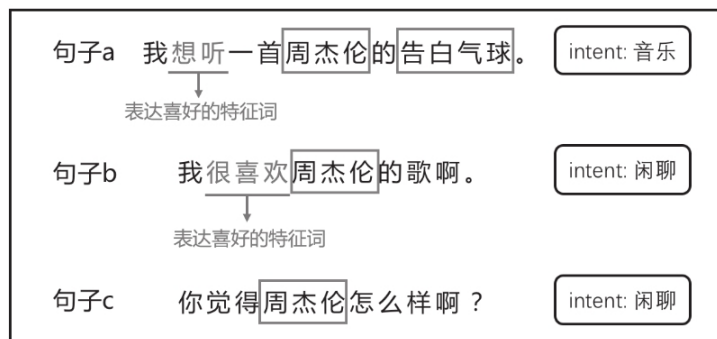 句子a 我想听一首周杰伦的告白气球。 intent: 音乐
表达喜好的特征词
句子b 我很喜欢周杰伦的歌啊。 intent: 闲聊
表达喜好的特征词
句子c 你觉得周杰伦怎么样啊？ intent: 闲聊